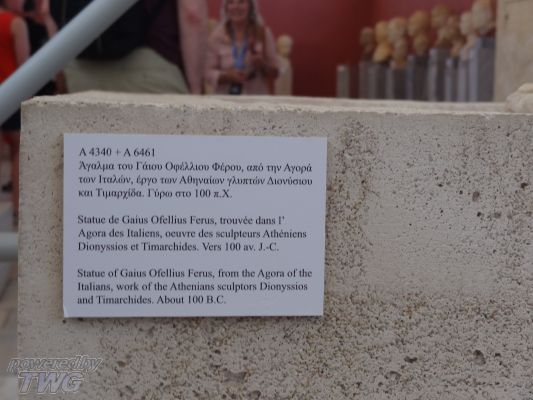 A 4340 + A 6461
Άγαλμα του Γάιου Οφέλλιου Φέρου, από την Αγορά
των Ιταλών, έργο των Αθηναίων γλυπτών Διονύσιου
και Τιμαρχίδα. Γύρω στο 100 π.Χ.
Statue de Gaius Ofellius Ferus, trouvée dans l'
Agora des Italiens, oeuvre des sculpteurs Athéniens
Dionyssios et Timarchides. Vers 100 av. J.-C.
Statue of Gaius Ofellius Ferus, from the Agora of the
Italians, work of the Athenians sculptors Dionyssios
and Timarchides. About 100 B.C.
powered by
TWG